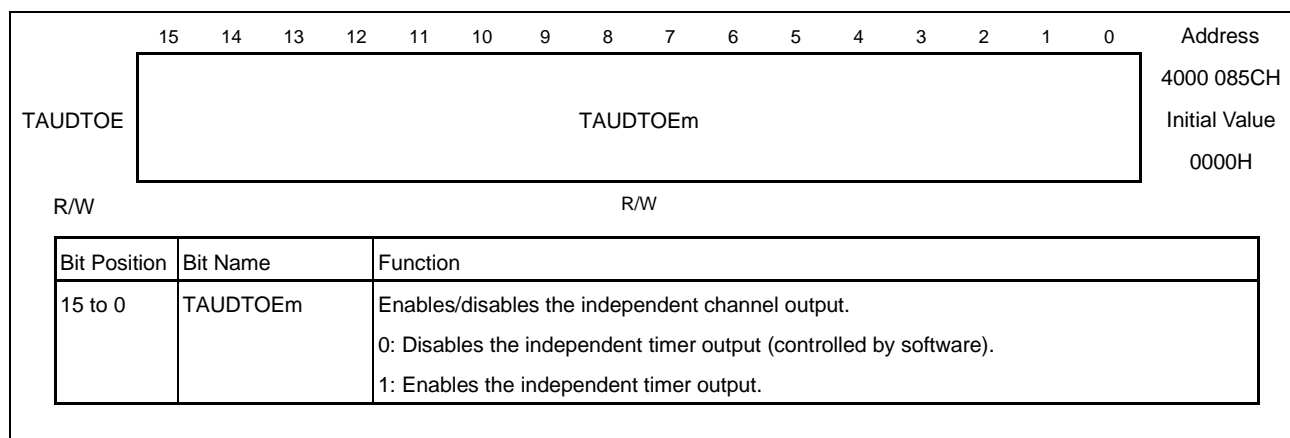 15 14 13 12 11 10 9 8 7 6 5 4 3 2 1 0 Address
4000 085CH
TAUDTOE TAUDTOEm Initial Value
0000H
R/W R/W
Bit Position Bit Name Function
15 to 0 TAUDTOEm Enables/disables the independent channel output.
0: Disables the independent timer output (controlled by software).
1: Enables the independent timer output.